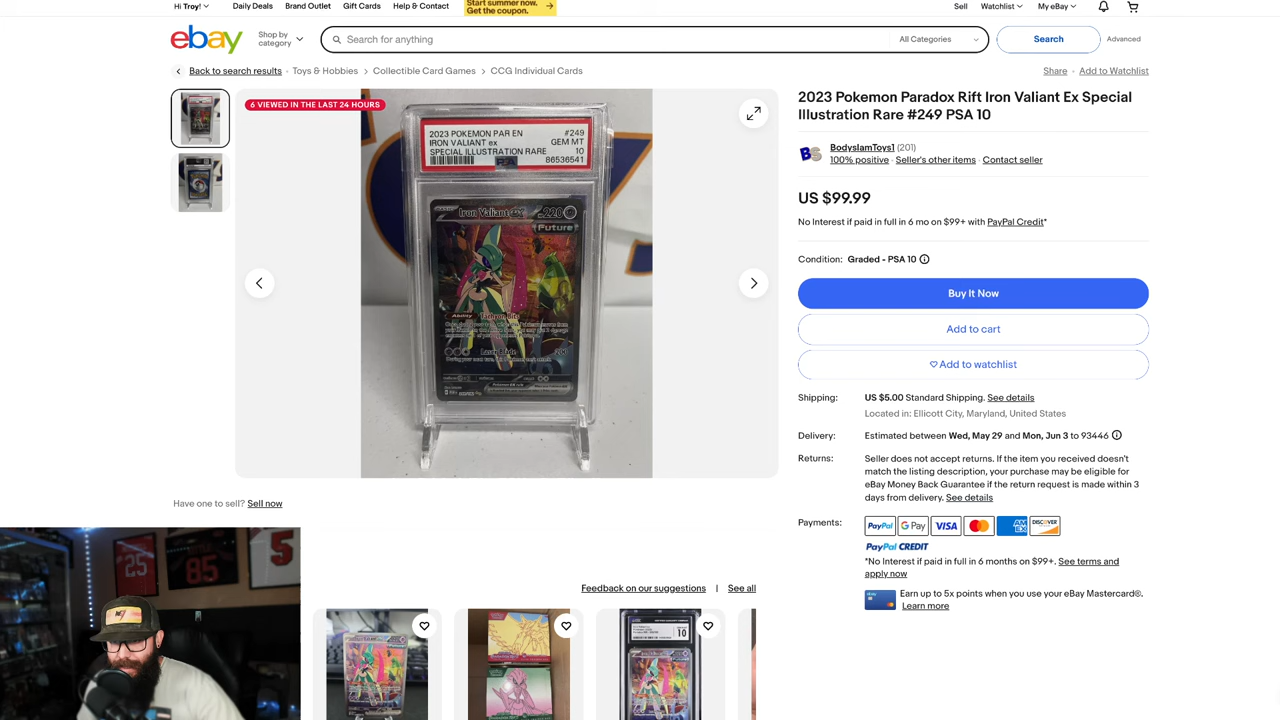 Hi Troy!
Daily Deals
Brand Outlet
Gift Cards
Help & Contact
Start summer now.
Get the coupon.
Sell
Watchlist
My eBay
ebay
Shop by
category
Search for anything
All Categories
Search
Advanced
Back to search results
Toys & Hobbies
Collectible Card Games
CCG Individual Cards
Share
Add to Watchlist
6 VIEWED IN THE LAST 24 HOURS
2023 POKEMON PAR EN #249
IRON VALIANT ex GEM MT
SPECIAL ILLUSTRATION RARE 10
PSA 86536541
Iron Valiant ex 220
Future
Ability
Laser Blade 200
2023 Pokemon Paradox Rift Iron Valiant Ex Special
Illustration Rare #249 PSA 10
BS
BodyslamToys1 (201)
100% positive · Seller's other items · Contact seller
US $99.99
No Interest if paid in full in 6 mo on $99+ with PayPal Credit*
Condition: Graded - PSA 10
Buy It Now
Add to cart
Add to watchlist
Shipping: US $5.00 Standard Shipping. See details
Located in: Ellicott City, Maryland, United States
Delivery: Estimated between Wed, May 29 and Mon, Jun 3 to 93446
Returns: Seller does not accept returns. If the item you received doesn't
match the listing description, your purchase may be eligible for
eBay Money Back Guarantee if the return request is made within 3
days from delivery. See details
Payments: PayPal G Pay VISA AM EX DISCOVER
PayPal CREDIT
*No Interest if paid in full in 6 months on $99+. See terms and
apply now
Earn up to 5x points when you use your eBay Mastercard®.
Learn more
Have one to sell? Sell now
Feedback on our suggestions | See all
25
85
5
10